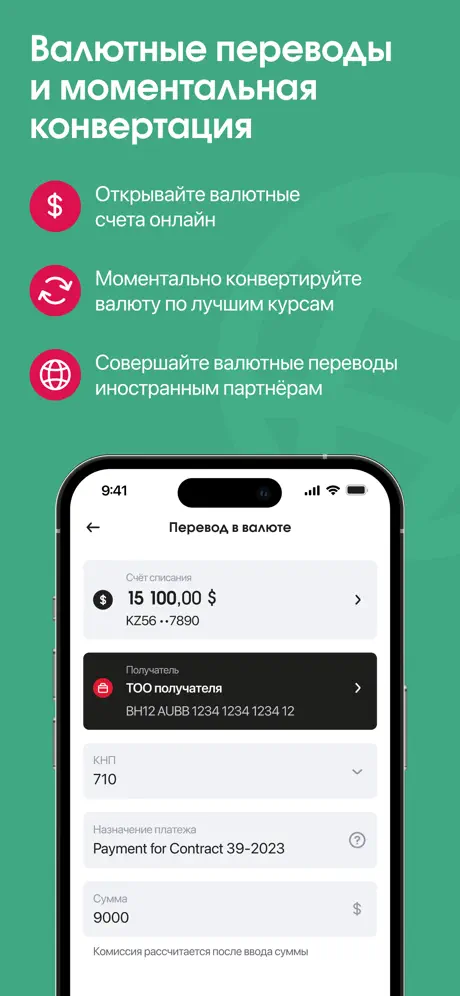 Валютные переводы
и моментальная
конвертация
$
Открывайте валютные
счета онлайн
Моментально конвертируйте
валюту по лучшим курсам
Совершайте валютные переводы
иностранным партнёрам
9:41
Перевод в валюте
Счёт списания
$
15 100,00 $
KZ56 ••7890
Получатель
ТОО получателя
BH12 AUBB 1234 1234 1234 12
КНП
710
Назначение платежа
Payment for Contract 39-2023
?
Сумма
9000
$
Комиссия рассчитается после ввода суммы